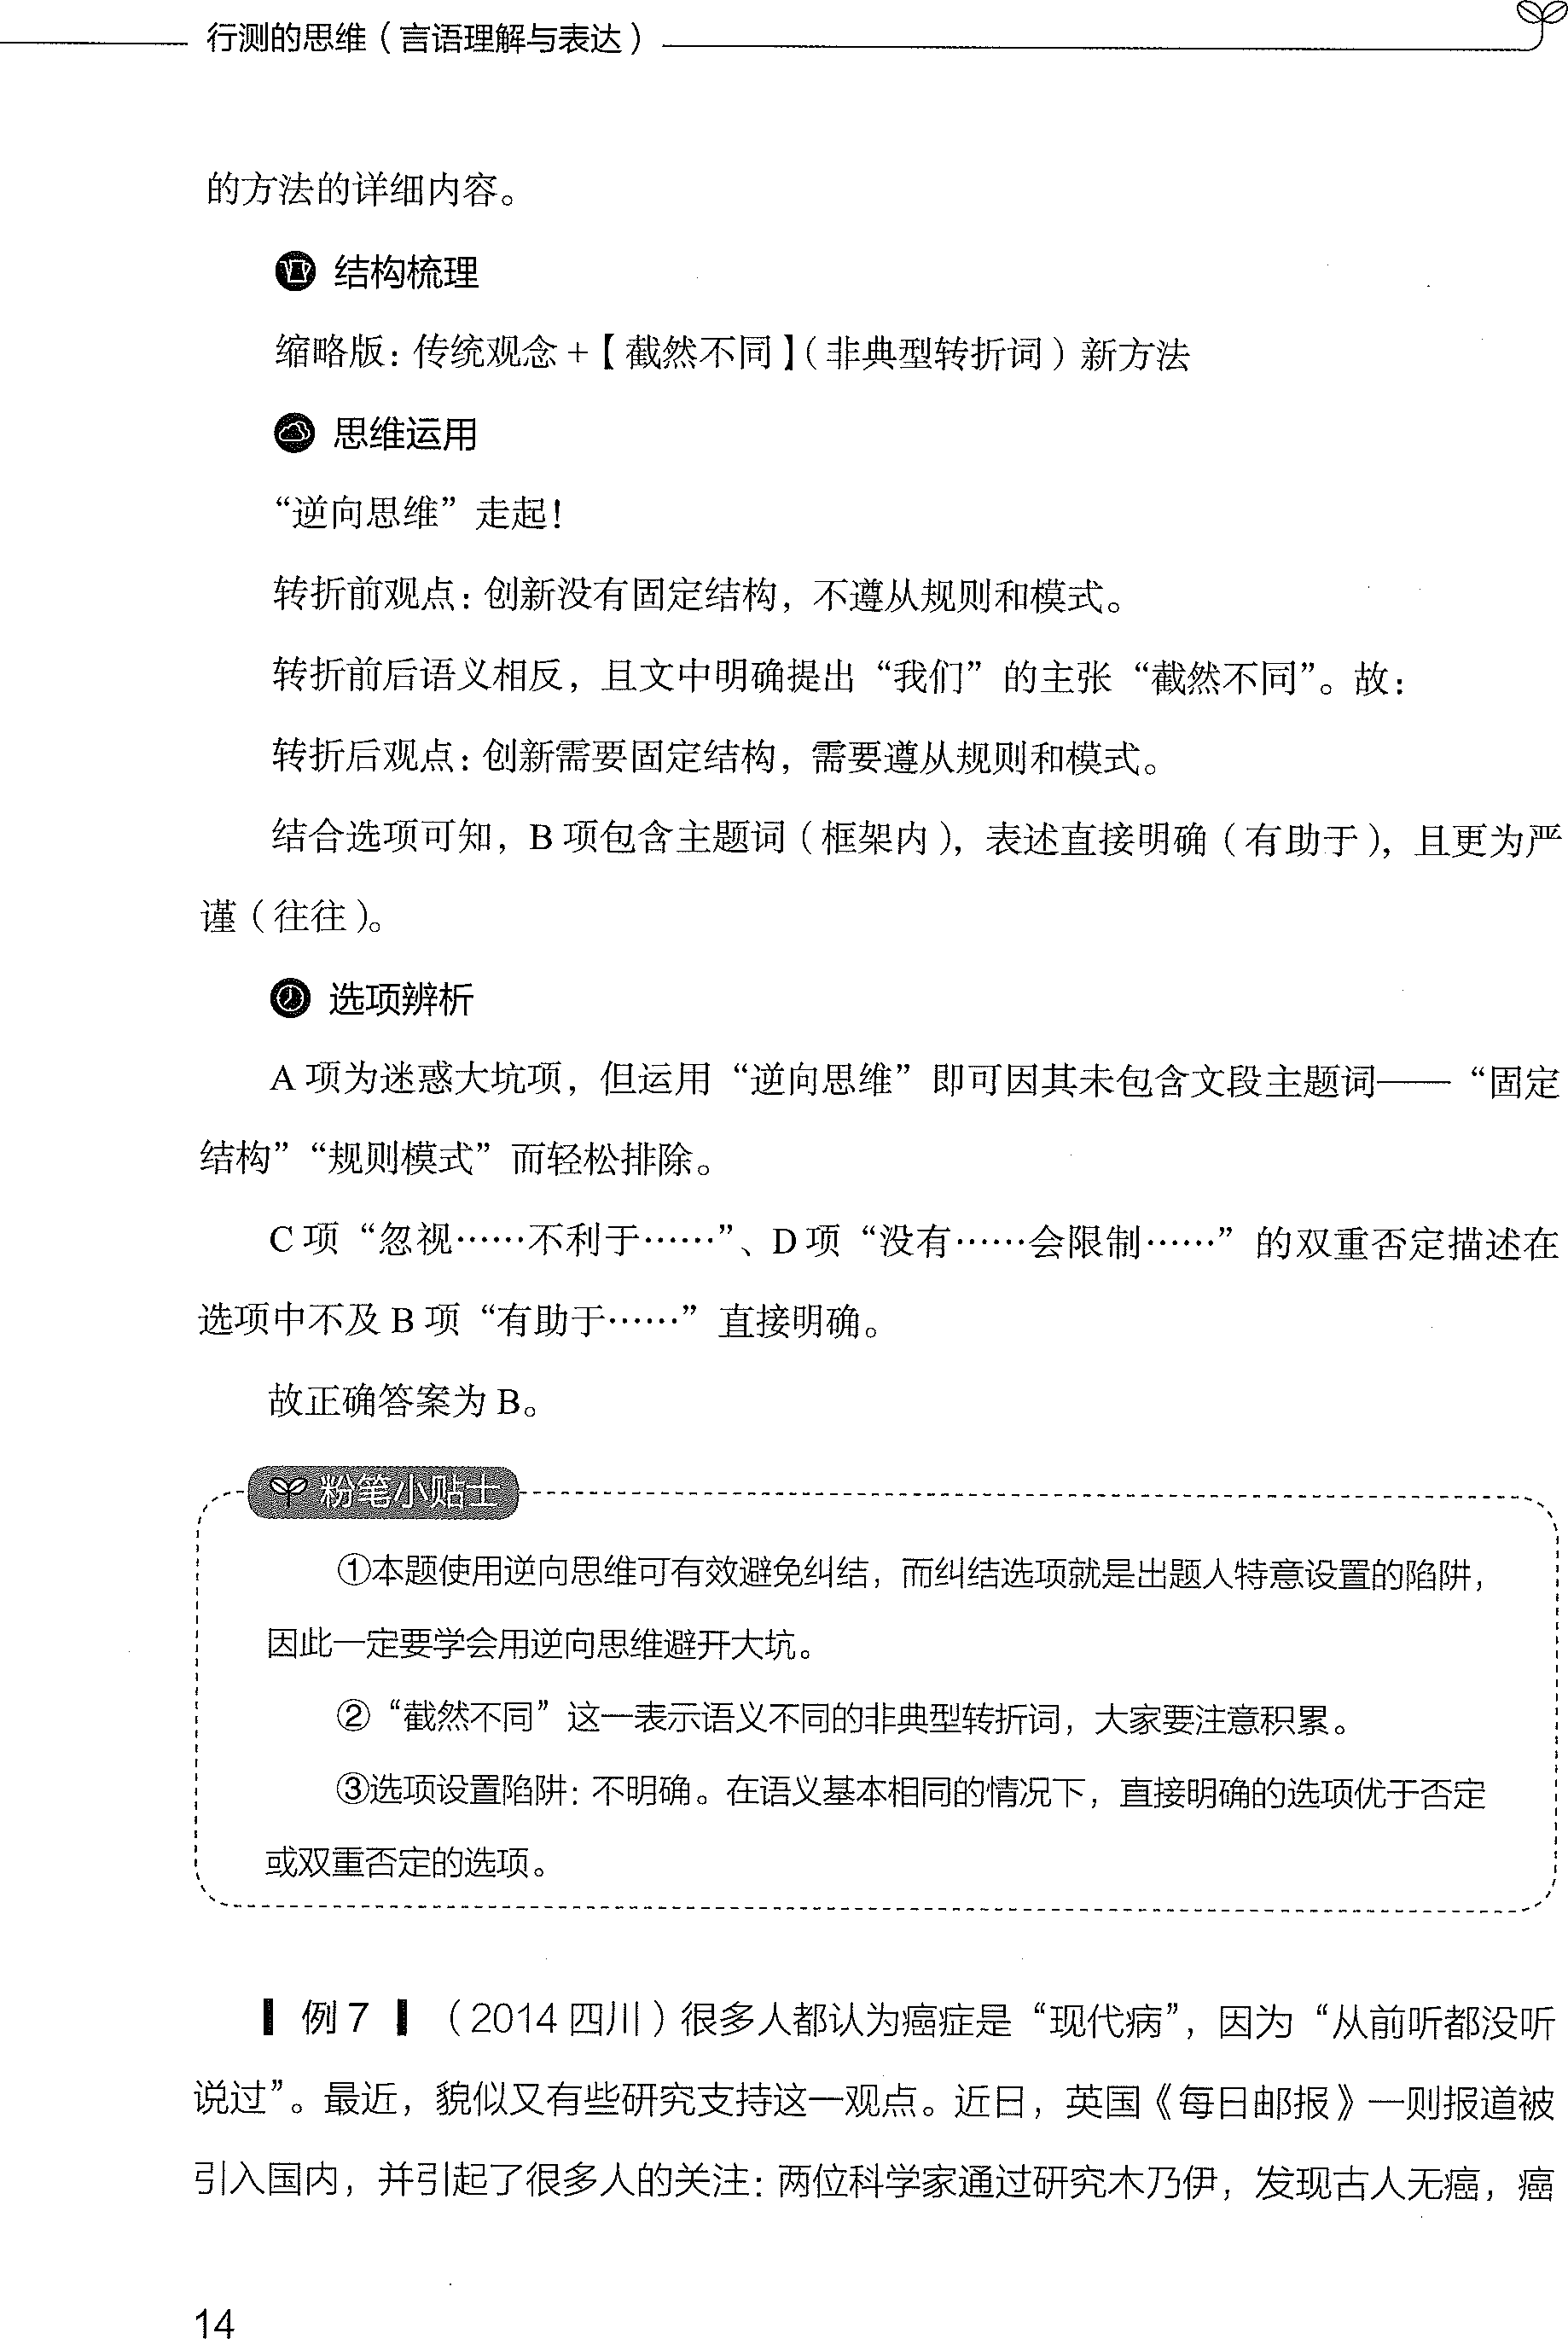 行测的思维（言语理解与表达）
的方法的详细内容。
结构梳理
缩略版：传统观念+【截然不同】（非典型转折词）新方法
思维运用
“逆向思维”走起！
转折前观点：创新没有固定结构，不遵从规则和模式。
转折前后语义相反，且文中明确提出“我们”的主张“截然不同”。故：
转折后观点：创新需要固定结构，需要遵从规则和模式。
结合选项可知，B 项包含主题词（框架内），表述直接明确（有助于），且更为严
谨（往往）。
选项辨析
A 项为迷惑大坑项，但运用“逆向思维”即可因其未包含文段主题词——“固定
结构”“规则模式”而轻松排除。
C 项“忽视……不利于……”、D 项“没有……会限制……”的双重否定描述在
选项中不及 B 项“有助于……”直接明确。
故正确答案为 B。
粉笔小贴士
①本题使用逆向思维可有效避免纠结，而纠结选项就是出题人特意设置的陷阱，
因此一定要学会用逆向思维避开大坑。
②“截然不同”这一表示语义不同的非典型转折词，大家要注意积累。
③选项设置陷阱：不明确。在语义基本相同的情况下，直接明确的选项优于否定
或双重否定的选项。
例 7 （2014 四川）很多人都认为癌症是“现代病”，因为“从前听都没听
说过”。最近，貌似又有些研究支持这一观点。近日，英国《每日邮报》一则报道被
引入国内，并引起了很多人的关注：两位科学家通过研究木乃伊，发现古人无癌，癌
14